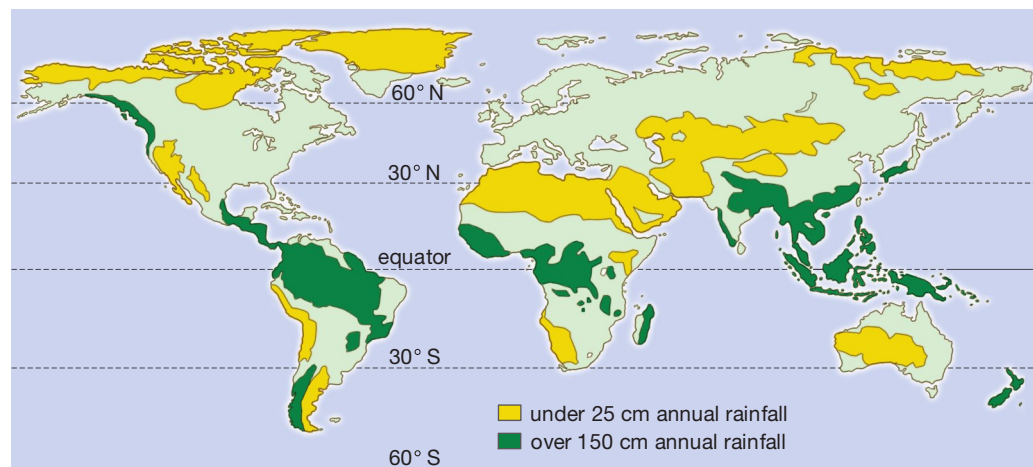 60° N
30° N
equator
30° S
under 25 cm annual rainfall
over 150 cm annual rainfall
60° S